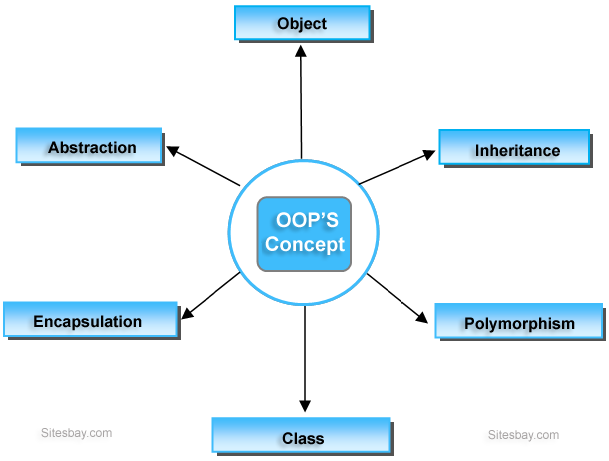 Object
Abstraction
Inheritance
OOP'S
Concept
Encapsulation
Polymorphism
Class
Sitesbay.com
Sitesbay.com